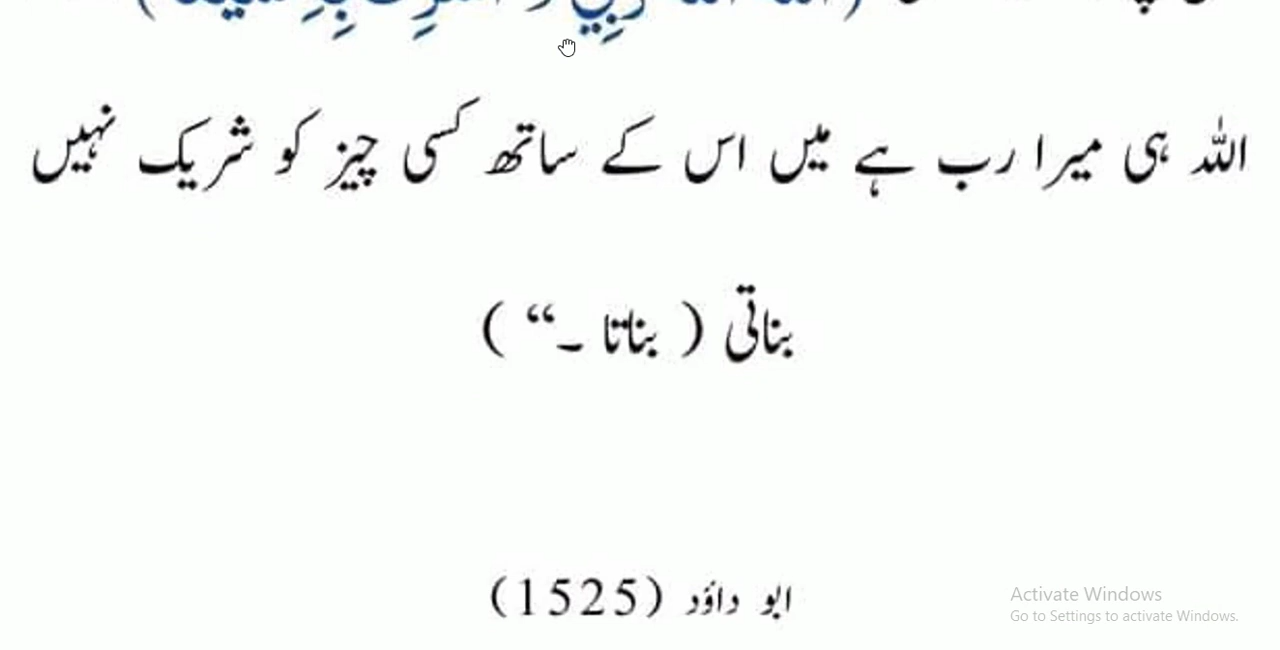 اللہ ہی میرا رب ہے میں اس کے ساتھ کسی چیز کو شریک نہیں
بناتی ( بناتا ۔“ )
ابو داؤد (1525)
Activate Windows
Go to Settings to activate Windows.